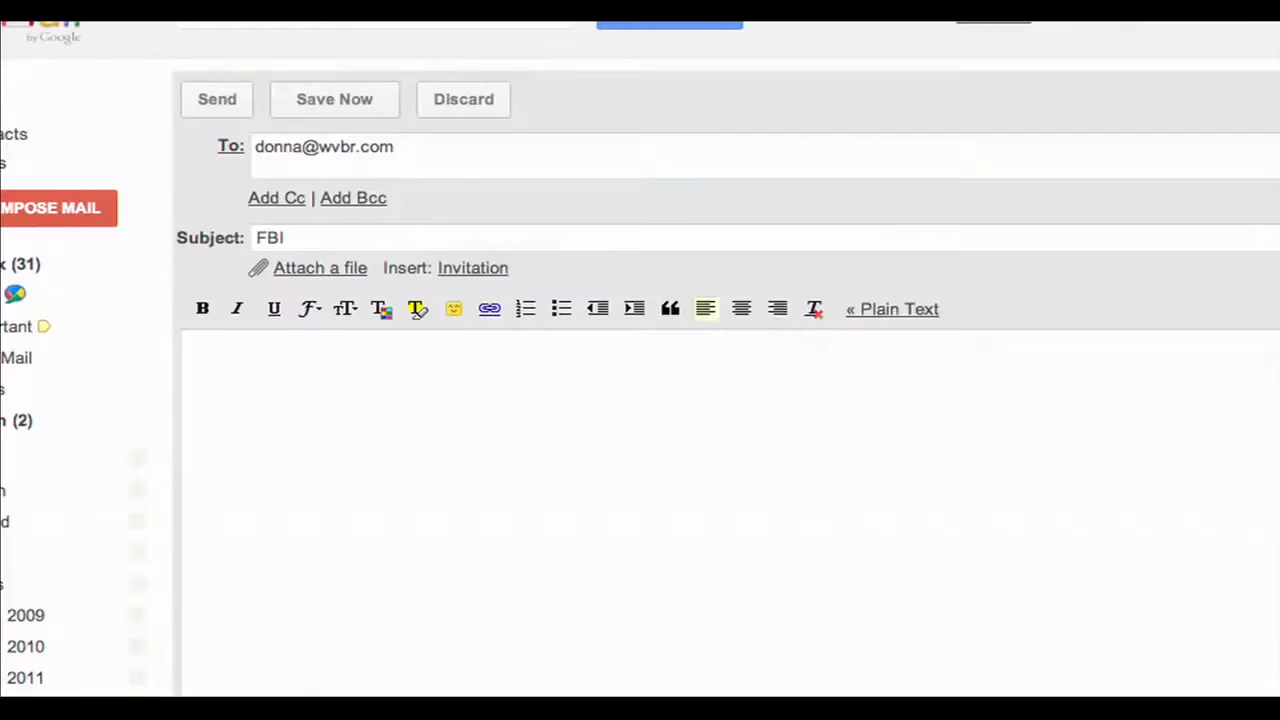 by Google
Send Save Now Discard
acts
To: donna@wvbr.com
s
Add Cc | Add Bcc
MPOSE MAIL
Subject: FBI
x (31)
Attach a file Insert: Invitation
B I U « Plain Text
rtant
Mail
s
n (2)
n
d
s
2009
2010
2011